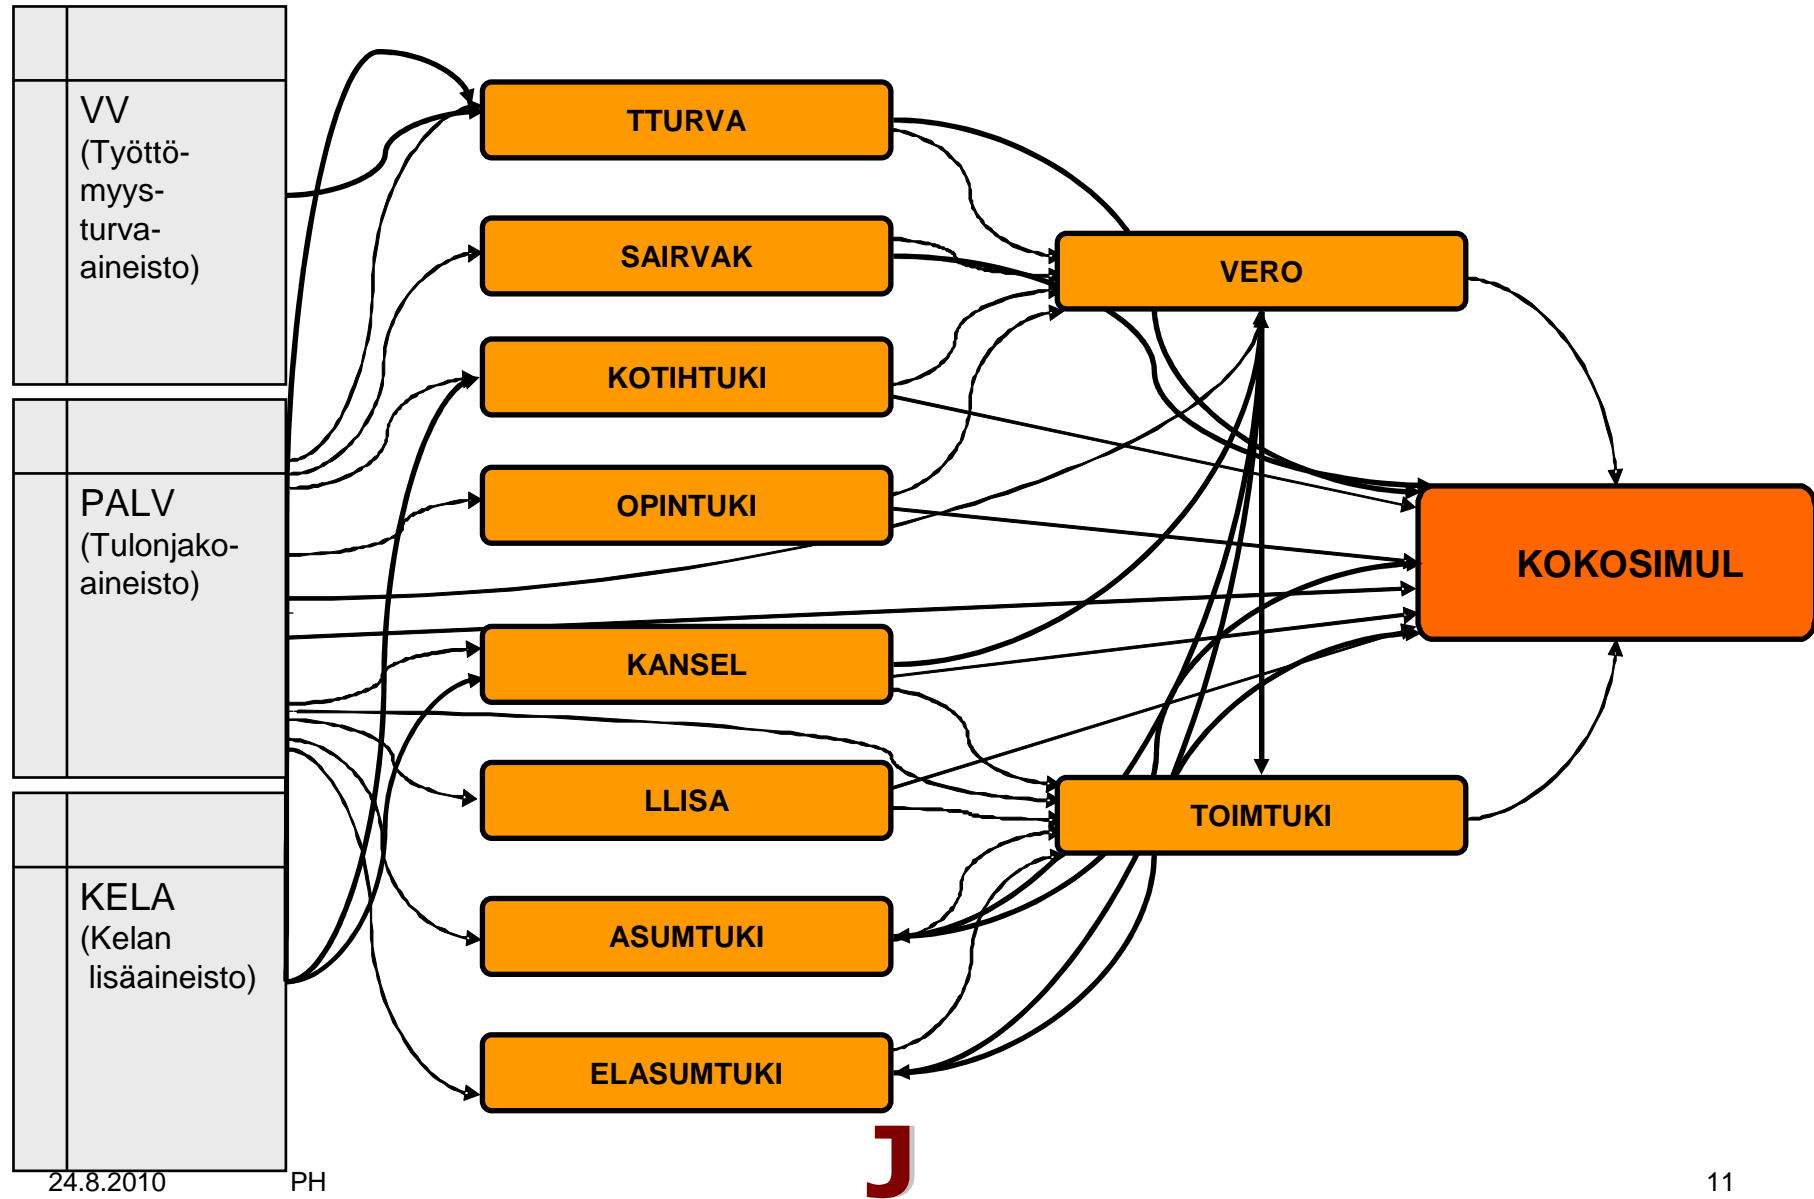 VV
(Työttö-
myys-
turva-
aineisto)
PALV
(Tulonjako-
aineisto)
KELA
(Kelan
lisäaineisto)
TTURVA
SAIRVAK
KOTIHTUKI
OPINTUKI
KANSEL
LLISA
ASUMTUKI
ELASUMTUKI
VERO
TOIMTUKI
KOKOSIMUL
24.8.2010
PH
J
11